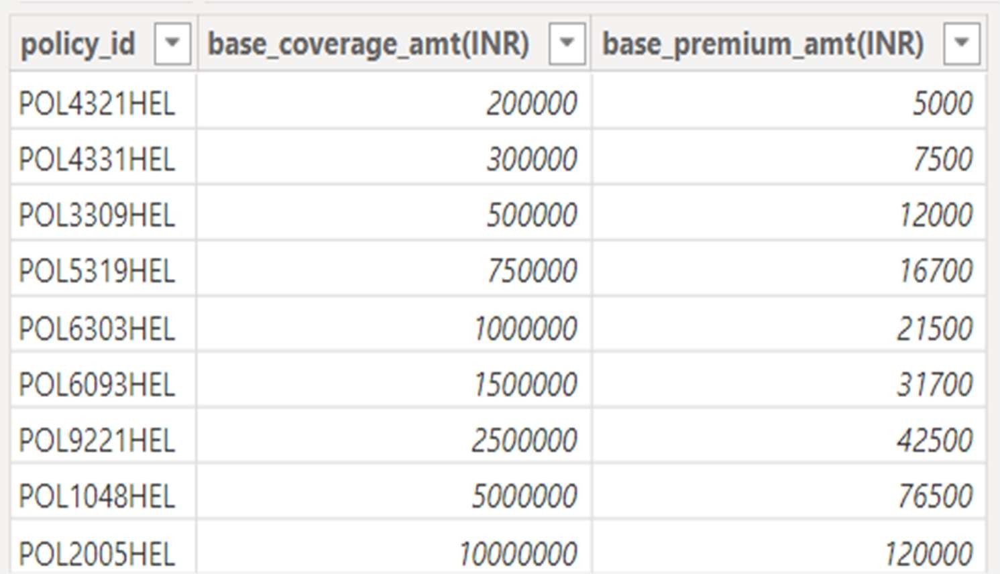 policy_id base_coverage_amt(INR) base_premium_amt(INR)
POL4321HEL 200000 5000
POL4331HEL 300000 7500
POL3309HEL 500000 12000
POL5319HEL 750000 16700
POL6303HEL 1000000 21500
POL6093HEL 1500000 31700
POL9221HEL 2500000 42500
POL1048HEL 5000000 76500
POL2005HEL 10000000 120000